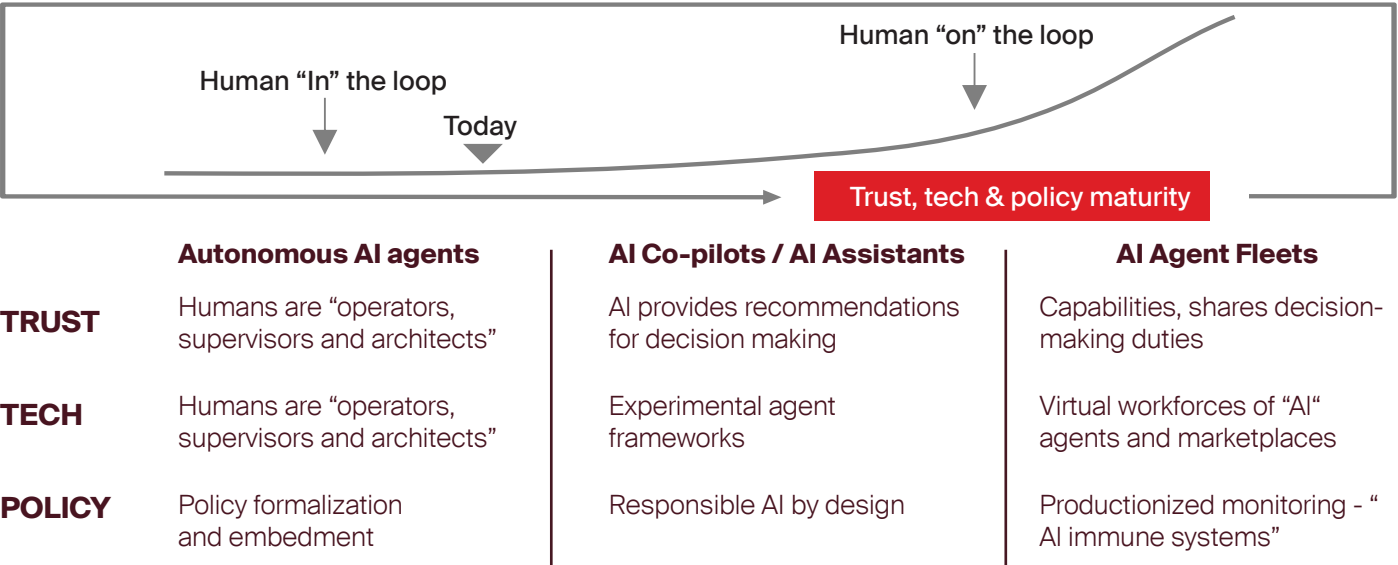 Human “on” the loop
Human “In” the loop
Today
Trust, tech & policy maturity
Autonomous AI agents
AI Co-pilots / AI Assistants
AI Agent Fleets
TRUST
Humans are “operators,
supervisors and architects”
AI provides recommendations
for decision making
Capabilities, shares decision-
making duties
TECH
Humans are “operators,
supervisors and architects”
Experimental agent
frameworks
Virtual workforces of “AI“
agents and marketplaces
POLICY
Policy formalization
and embedment
Responsible AI by design
Productionized monitoring - “
AI immune systems”